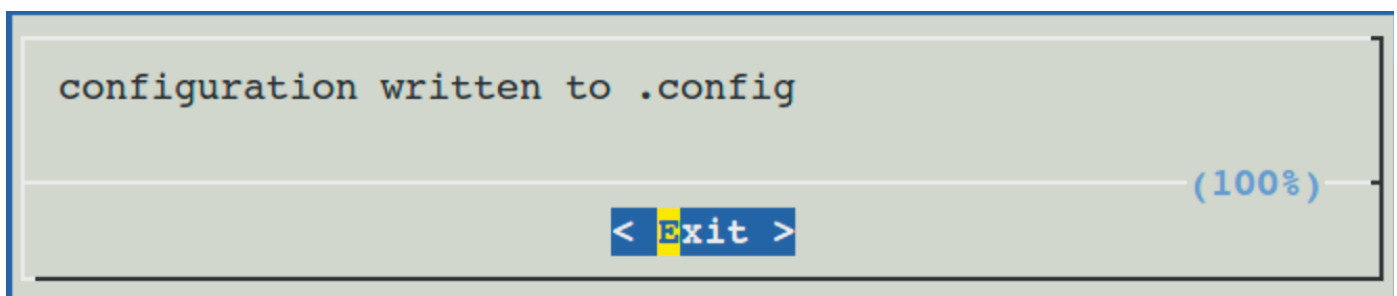 configuration written to .config
(100%)
< Exit >